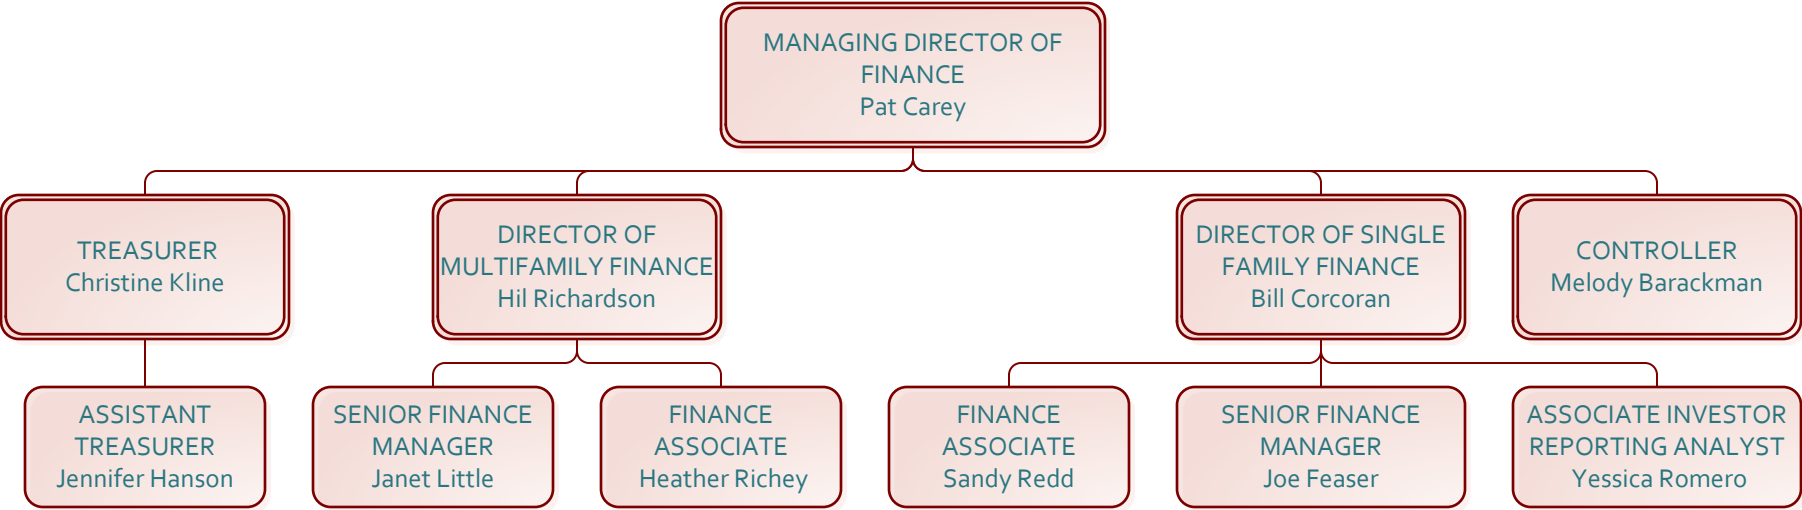 MANAGING DIRECTOR OF
FINANCE
Pat Carey
TREASURER
Christine Kline
DIRECTOR OF
MULTIFAMILY FINANCE
Hil Richardson
DIRECTOR OF SINGLE
FAMILY FINANCE
Bill Corcoran
CONTROLLER
Melody Barackman
ASSISTANT
TREASURER
Jennifer Hanson
SENIOR FINANCE
MANAGER
Janet Little
FINANCE
ASSOCIATE
Heather Richey
FINANCE
ASSOCIATE
Sandy Redd
SENIOR FINANCE
MANAGER
Joe Feaser
ASSOCIATE INVESTOR
REPORTING ANALYST
Yessica Romero